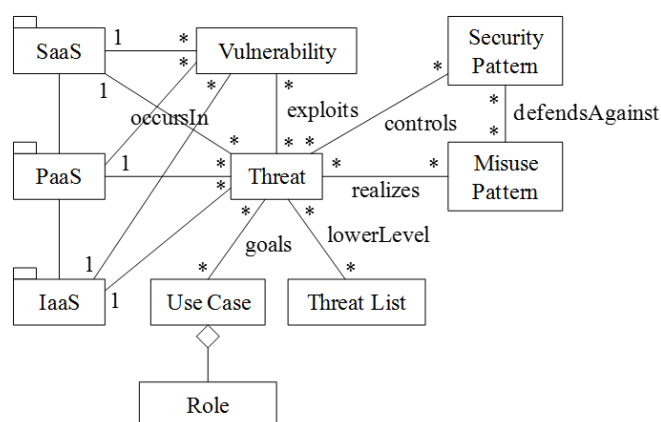 SaaS
1
*
Vulnerability
Security
Pattern
*
1
*
*
*
*
occursIn
exploits
controls
defendsAgainst
*
*
*
*
PaaS
1
*
Threat
*
*
Misuse
Pattern
*
realizes
*
*
goals
lowerLevel
1
*
*
IaaS
1
Use Case
Threat List
Role